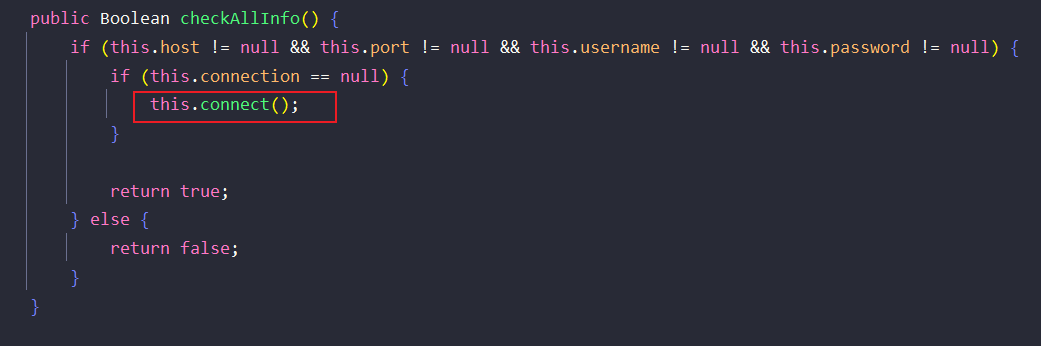 public Boolean checkAllInfo() {
if (this.host != null && this.port != null && this.username != null && this.password != null) {
if (this.connection == null) {
this.connect();
}
return true;
} else {
return false;
}
}